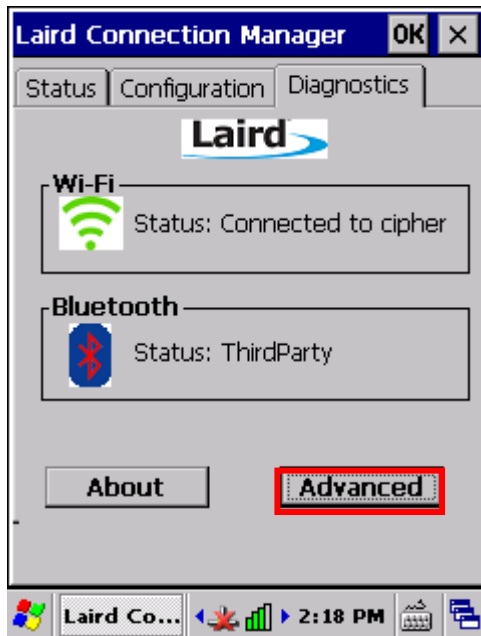 Laird Connection Manager OK
Status Configuration Diagnostics
Laird
Wi-Fi
Status: Connected to cipher
Bluetooth
Status: ThirdParty
About Advanced
Laird Co... 2:18 PM